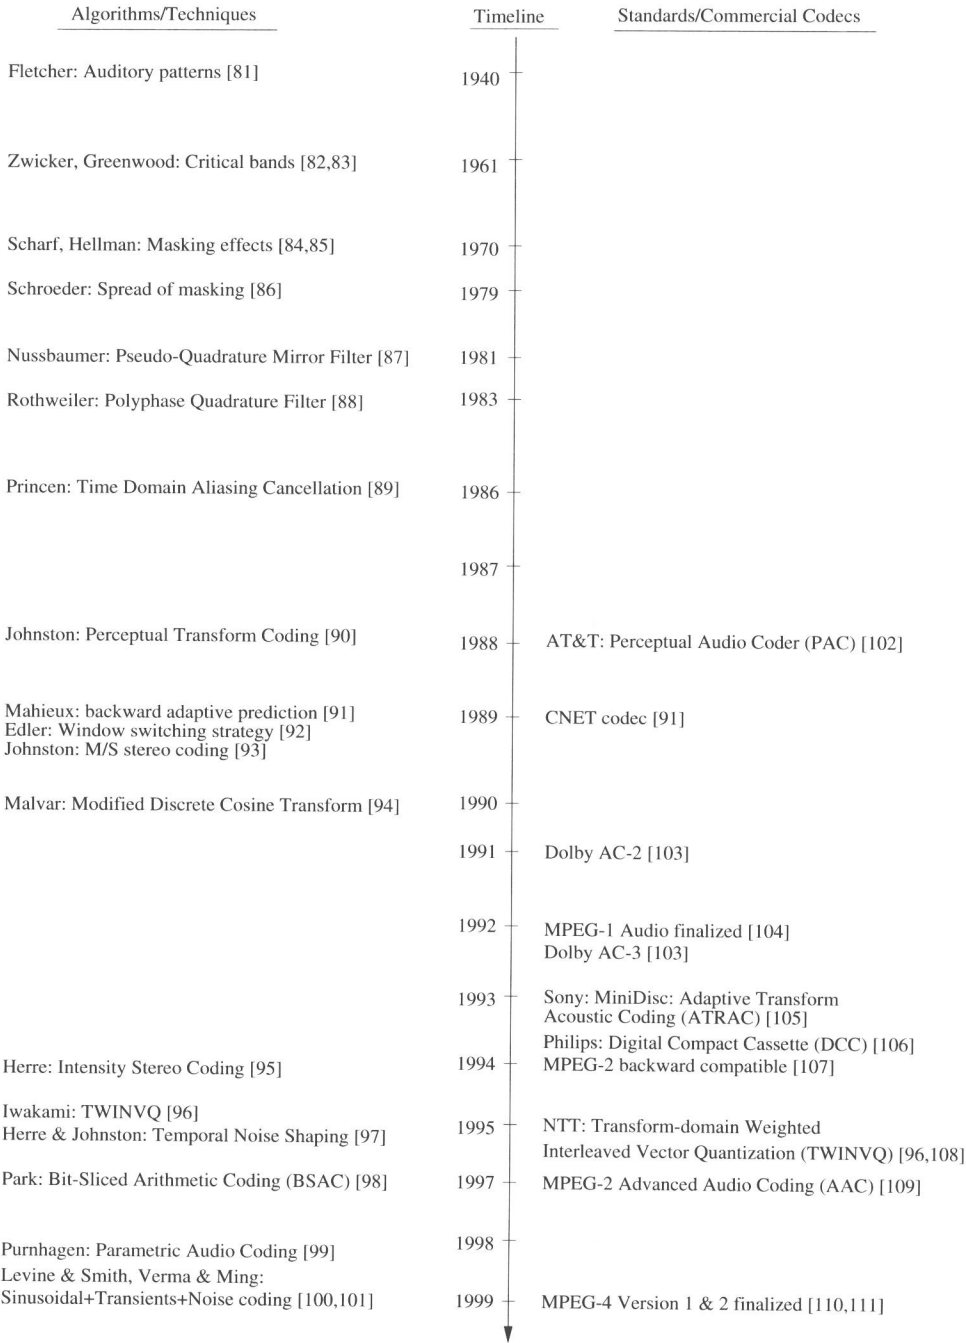 Algorithms/Techniques Timeline Standards/Commercial Codecs
Fletcher: Auditory patterns [81] 1940
Zwicker, Greenwood: Critical bands [82,83] 1961
Scharf, Hellman: Masking effects [84,85] 1970
Schroeder: Spread of masking [86] 1979
Nussbaumer: Pseudo-Quadrature Mirror Filter [87] 1981
Rothweiler: Polyphase Quadrature Filter [88] 1983
Princen: Time Domain Aliasing Cancellation [89] 1986
1987
Johnston: Perceptual Transform Coding [90] 1988 AT&T: Perceptual Audio Coder (PAC) [102]
Mahieux: backward adaptive prediction [91] 1989 CNET codec [91]
Edler: Window switching strategy [92]
Johnston: M/S stereo coding [93]
Malvar: Modified Discrete Cosine Transform [94] 1990
1991 Dolby AC-2 [103]
1992 MPEG-1 Audio finalized [104]
Dolby AC-3 [103]
1993 Sony: MiniDisc: Adaptive Transform
Acoustic Coding (ATRAC) [105]
Philips: Digital Compact Cassette (DCC) [106]
Herre: Intensity Stereo Coding [95] 1994 MPEG-2 backward compatible [107]
Iwakami: TWINVQ [96]
Herre & Johnston: Temporal Noise Shaping [97] 1995 NTT: Transform-domain Weighted
Interleaved Vector Quantization (TWINVQ) [96,108]
Park: Bit-Sliced Arithmetic Coding (BSAC) [98] 1997 MPEG-2 Advanced Audio Coding (AAC) [109]
Purnhagen: Parametric Audio Coding [99] 1998
Levine & Smith, Verma & Ming:
Sinusoidal+Transients+Noise coding [100,101] 1999 MPEG-4 Version 1 & 2 finalized [110,111]